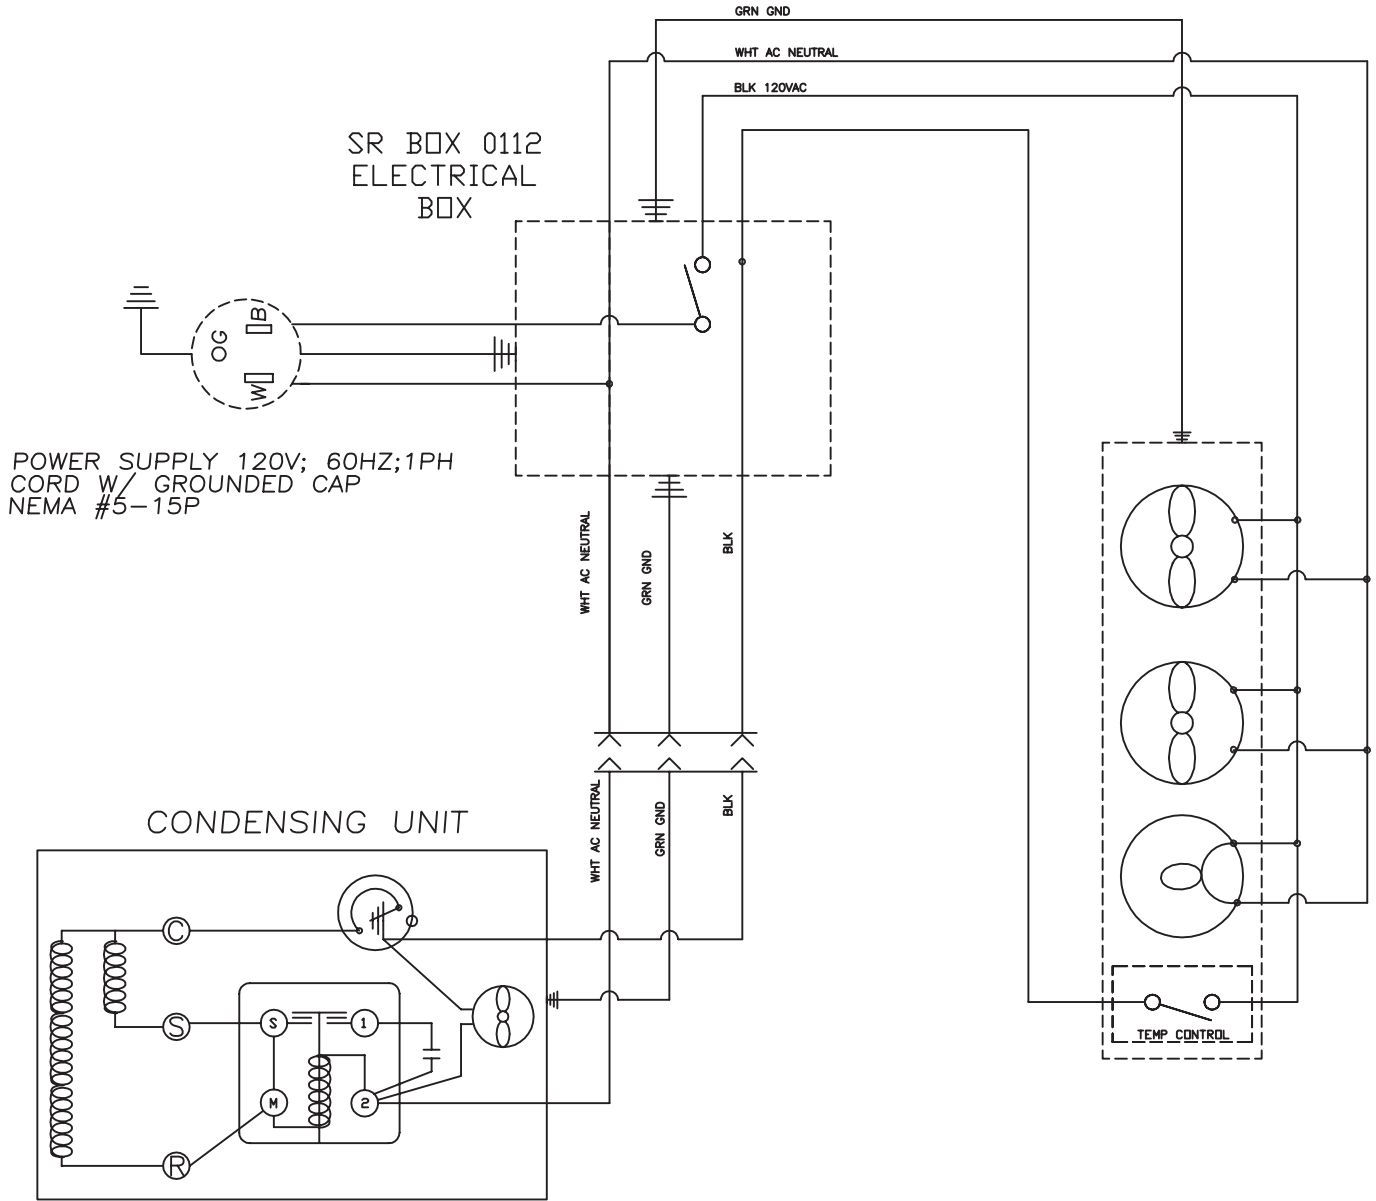 GRN GND
WHT AC NEUTRAL
BLK 120VAC
SR BOX 0112
ELECTRICAL
BOX
B
G
W
POWER SUPPLY 120V; 60HZ;1PH
CORD W/ GROUNDED CAP
NEMA #5-15P
WHT AC NEUTRAL
GRN GND
BLK
WHT AC NEUTRAL
GRN GND
BLK
CONDENSING UNIT
C
S
S
1
M
2
R
TEMP CONTROL